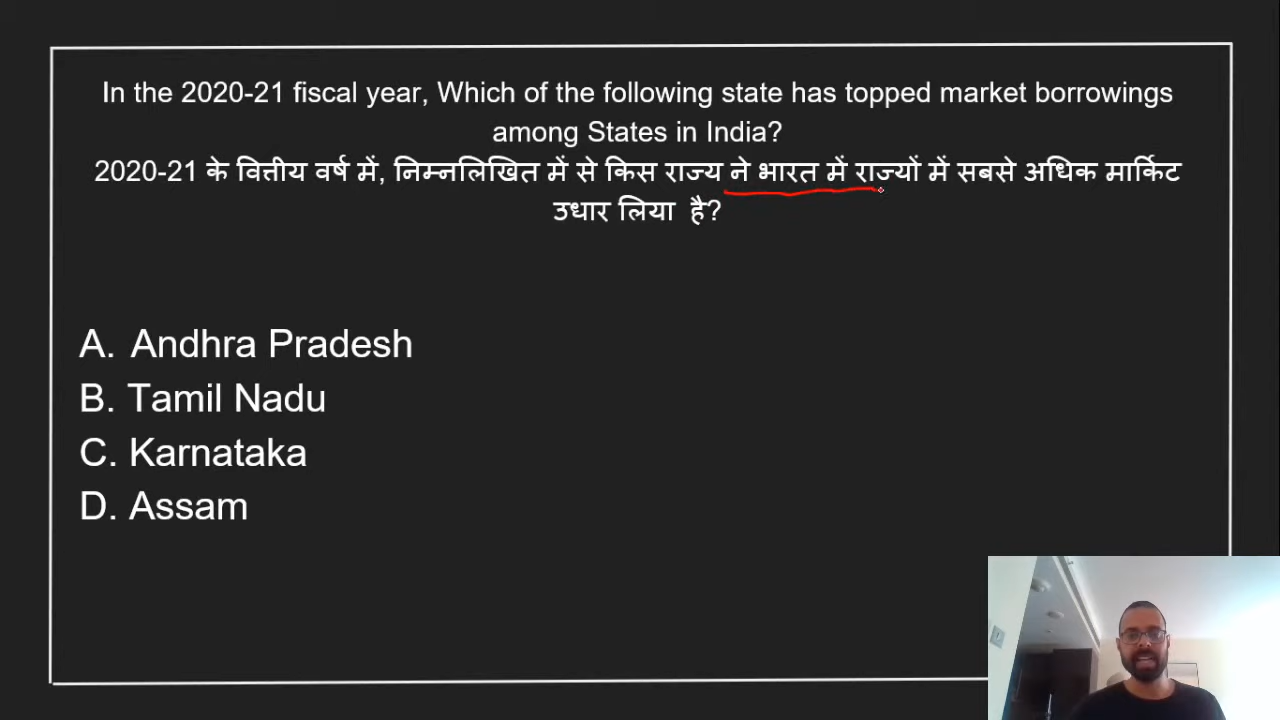 In the 2020-21 fiscal year, Which of the following state has topped market borrowings
among States in India?
2020-21 के वित्तीय वर्ष में, निम्नलिखित में से किस राज्य ने भारत में राज्यों में सबसे अधिक मार्किट
उधार लिया है?
A. Andhra Pradesh
B. Tamil Nadu
C. Karnataka
D. Assam